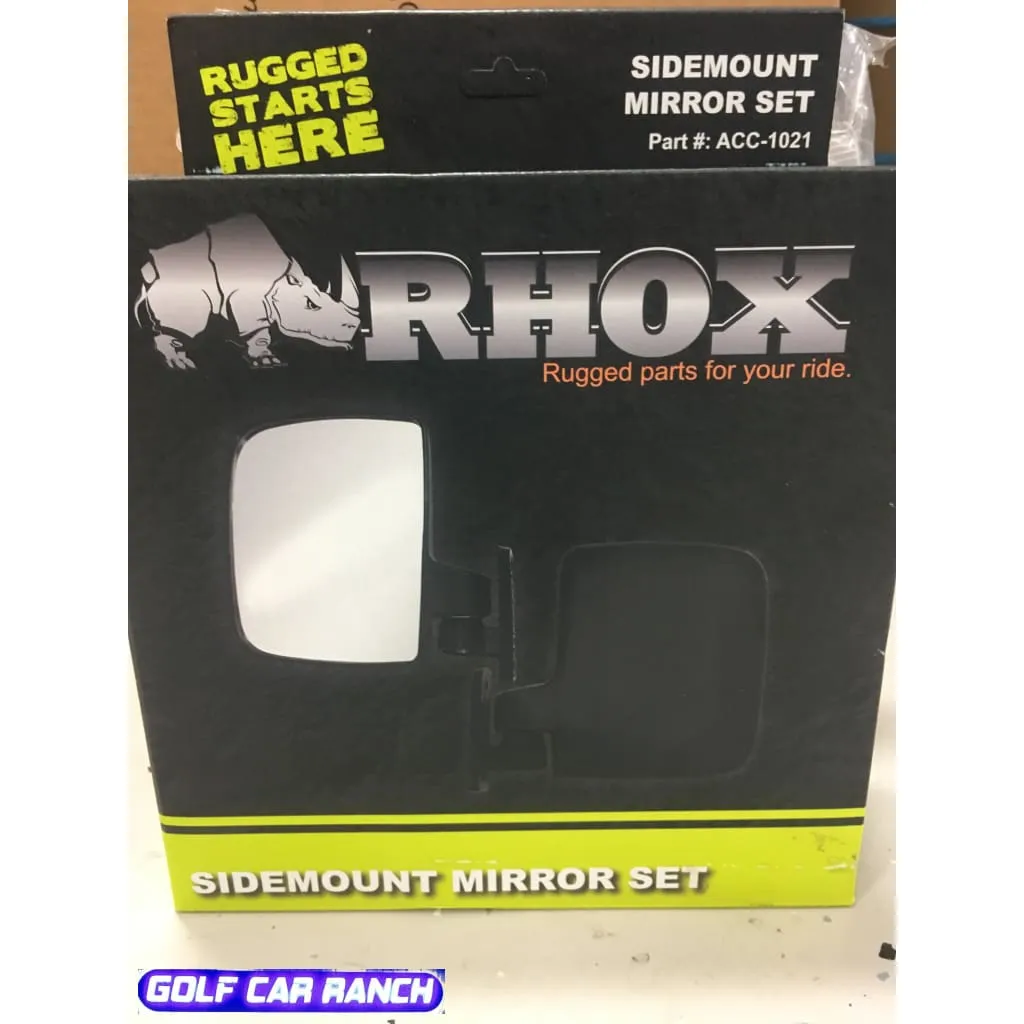 RUGGED
STARTS
HERE
SIDEMOUNT
MIRROR SET
Part #: ACC-1021
RHOX
Rugged parts for your ride.
SIDEMOUNT MIRROR SET
GOLF CAR RANCH